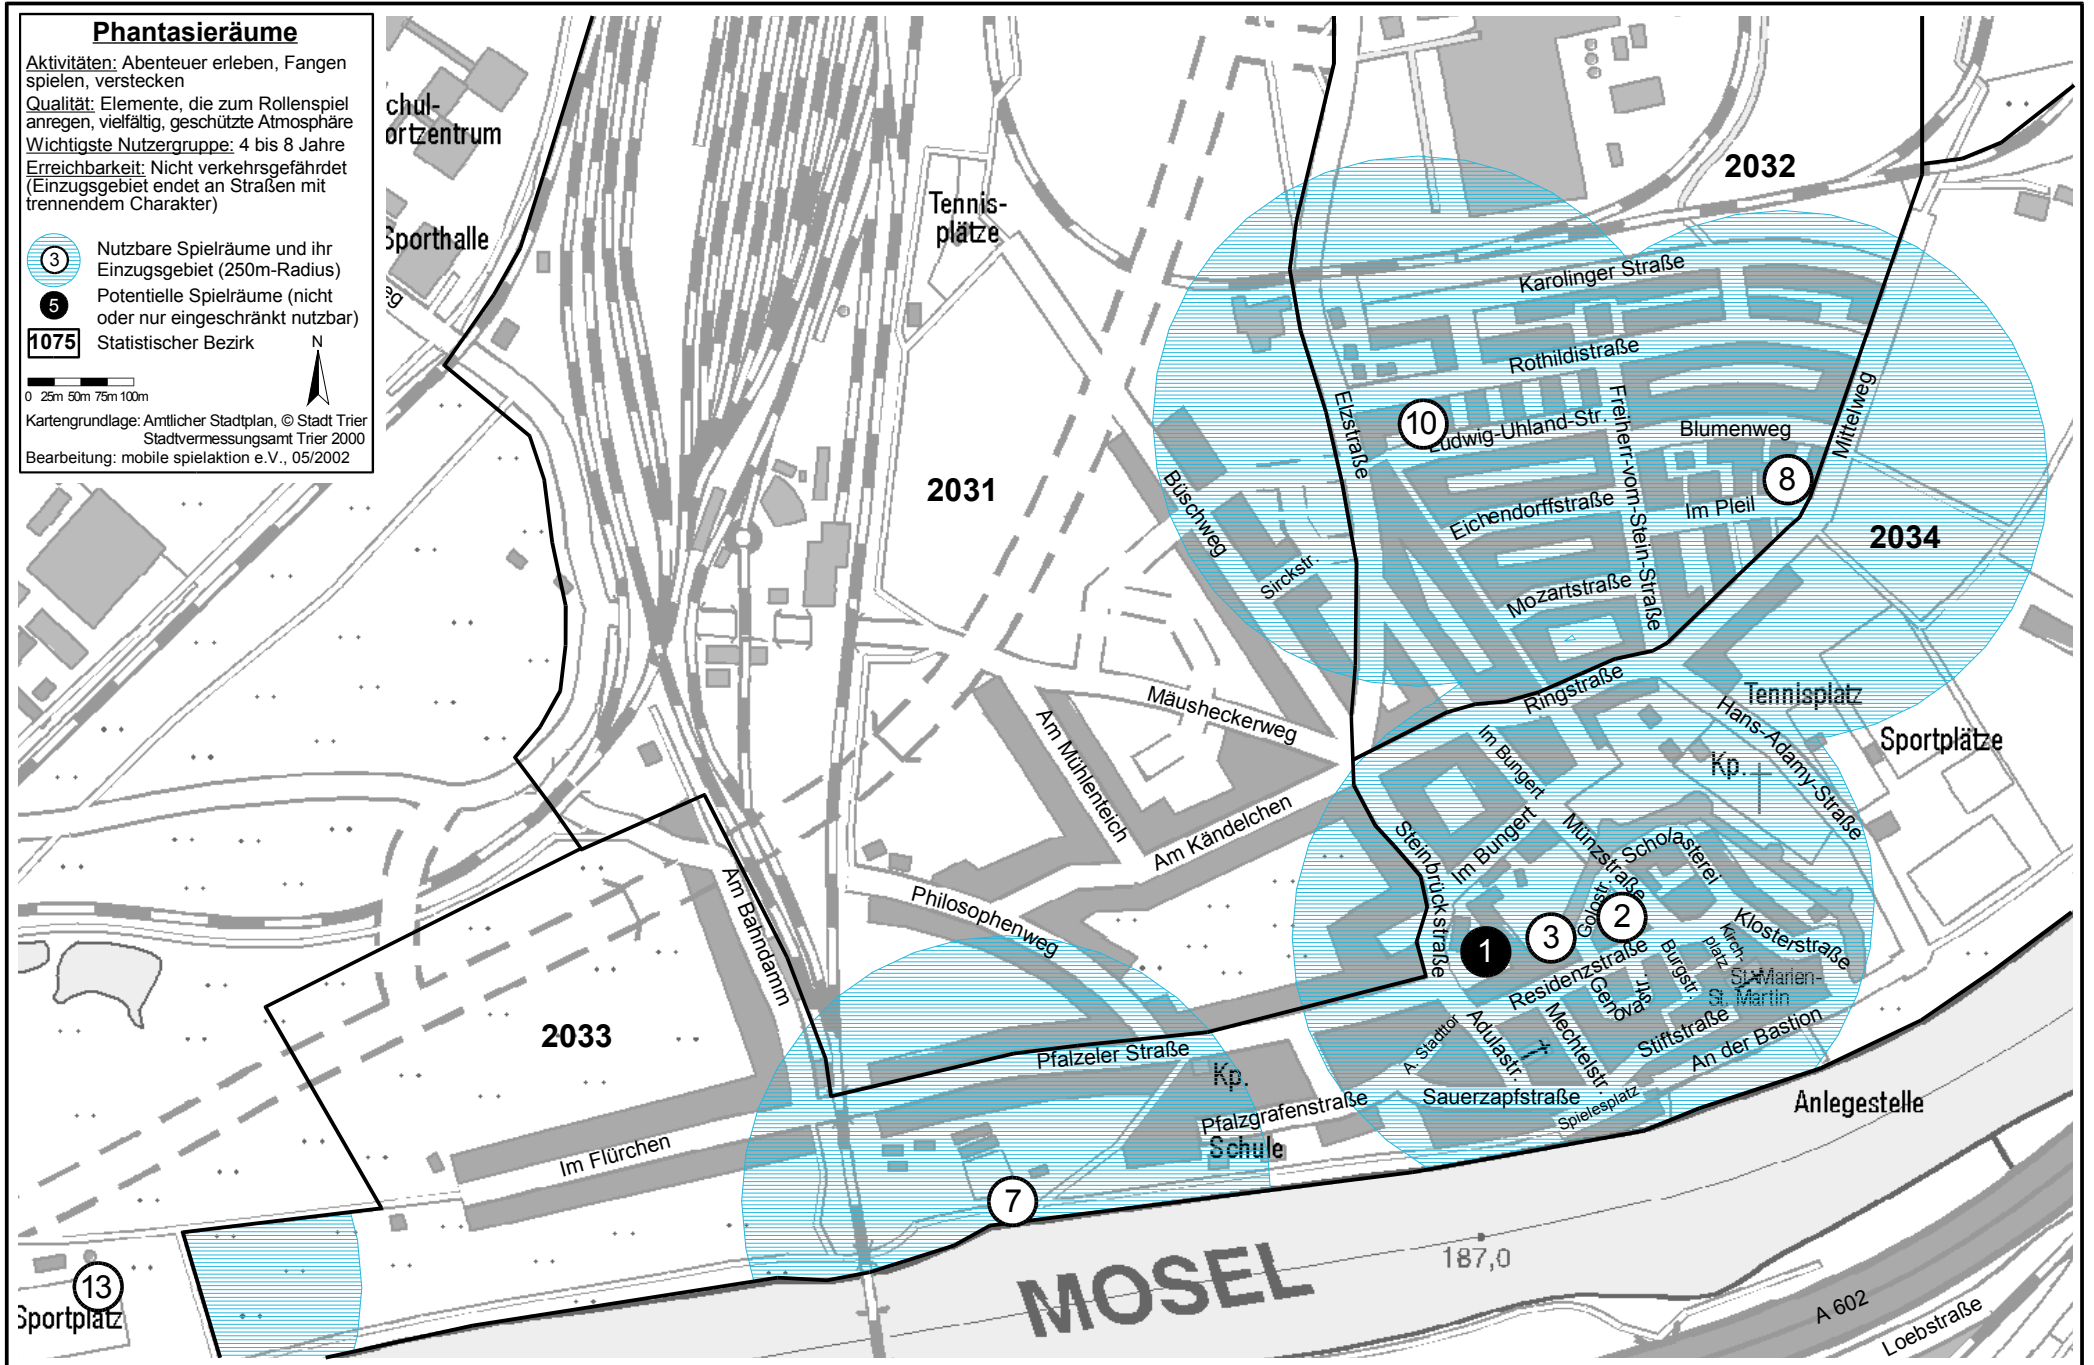 Phantasieräume
Aktivitäten: Abenteuer erleben, Fangen
spielen, verstecken
Qualität: Elemente, die zum Rollenspiel
anregen, vielfältig, geschützte Atmosphäre
Wichtigste Nutzergruppe: 4 bis 8 Jahre
Erreichbarkeit: Nicht verkehrsgefährdet
(Einzugsgebiet endet an Straßen mit
trennendem Charakter)
3 Nutzbare Spielräume und ihr
Einzugsgebiet (250m-Radius)
5 Potentielle Spielräume (nicht
oder nur eingeschränkt nutzbar)
1075 Statistischer Bezirk
N
0 25m 50m 75m 100m
Kartengrundlage: Amtlicher Stadtplan, © Stadt Trier
Stadtvermessungsamt Trier 2000
Bearbeitung: mobile spielaktion e.V., 05/2002
chul-
ortzentrum
Sporthalle
eg
Tennis-
plätze
2032
Karolinger Straße
Rothildistraße
Elzstraße
10
Ludwig-Uhland-Str.
Freiherr-vom-Stein-Straße
Blumenweg
Mittelweg
8
Im Pleil
Eichendorffstraße
2034
2031
Büschweg
Sirckstr.
Mozartstraße
Ringstraße
Tennisplatz
Hans-Adamy-Straße
Sportplätze
Kp.
Mäusheckerweg
Am Mühlenteich
Am Kändelchen
Im Bungert
Im Bungert
Steinbrückstraße
Münzstraße
Scholasterei
Golostr.
2
3
1
Klosterstraße
Kirch-
platz
Burgstr.
St. Marien-
St. Martin
Residenzstraße
Genova-
str.
Mechtelstr.
Adulastr.
A. Stadttor
Stiftstraße
An der Bastion
Sauerzapfstraße
Spielesplatz
Anlegestelle
Philosophenweg
Am Bahndamm
2033
Pfalzeler Straße
Kp.
Pfalzgrafenstraße
Schule
Im Flürchen
7
13
Sportplatz
MOSEL
187,0
A 602
Loebstraße